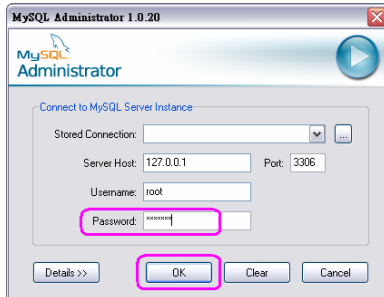 MySQL Administrator 1.0.20
MySQL
Administrator
Connect to MySQL Server Instance
Stored Connection:
...
Server Host: 127.0.0.1 Port: 3306
Username: root
Password: *******
Details >> OK Clear Cancel